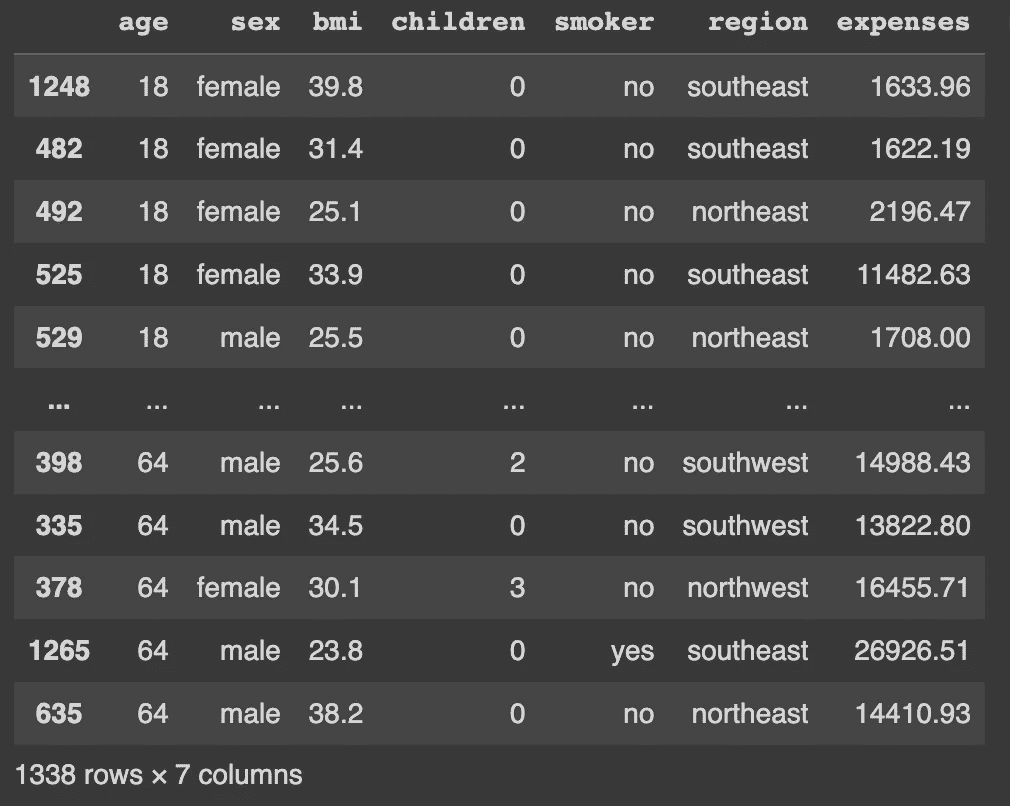 age sex bmi children smoker region expenses
1248 18 female 39.8 0 no southeast 1633.96
482 18 female 31.4 0 no southeast 1622.19
492 18 female 25.1 0 no northeast 2196.47
525 18 female 33.9 0 no southeast 11482.63
529 18 male 25.5 0 no northeast 1708.00
... ... ... ... ... ... ... ...
398 64 male 25.6 2 no southwest 14988.43
335 64 male 34.5 0 no southwest 13822.80
378 64 female 30.1 3 no northwest 16455.71
1265 64 male 23.8 0 yes southeast 26926.51
635 64 male 38.2 0 no northeast 14410.93
1338 rows × 7 columns